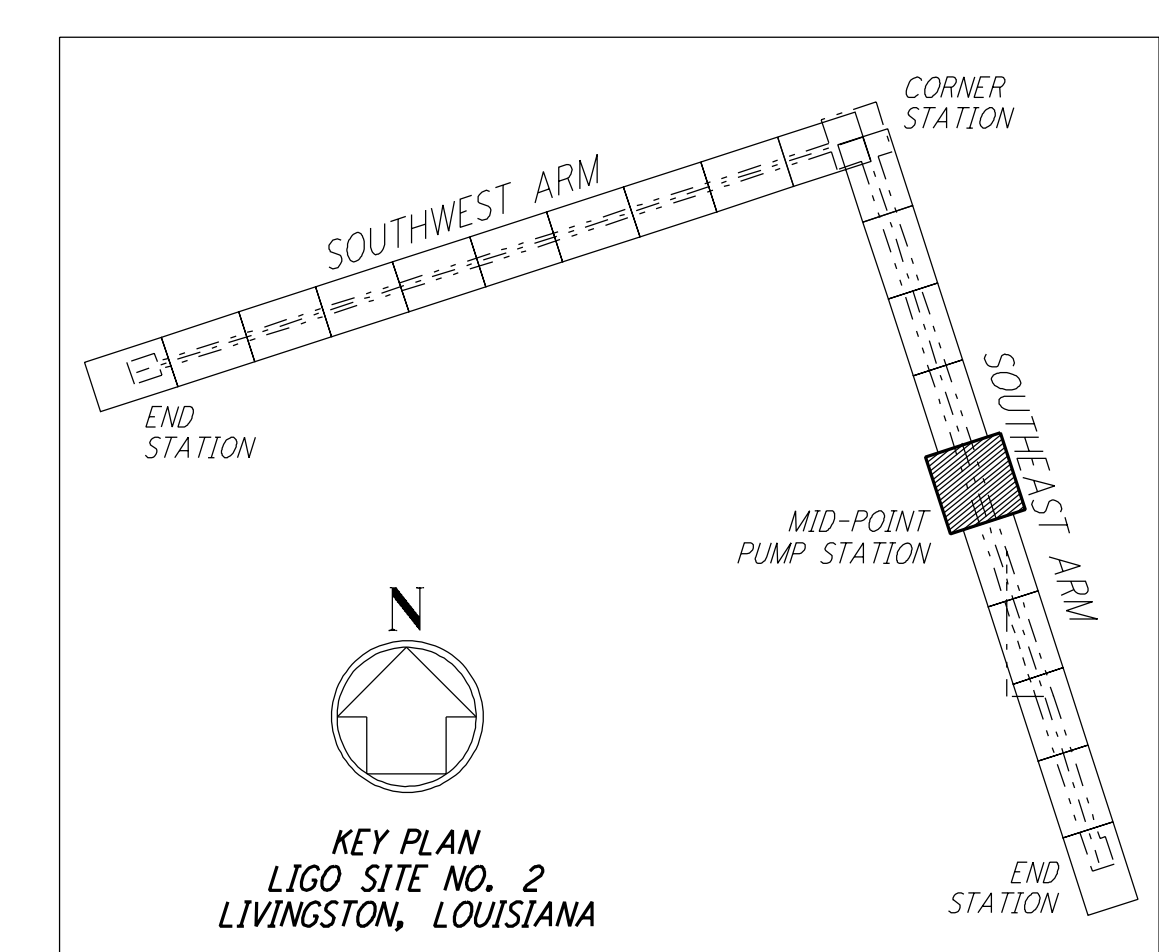 CORNER
STATION
SOUTHWEST ARM
END
STATION
SOUTHEAST ARM
MID-POINT
PUMP STATION
N
KEY PLAN
LIGO SITE NO. 2
LIVINGSTON, LOUISIANA
END
STATION